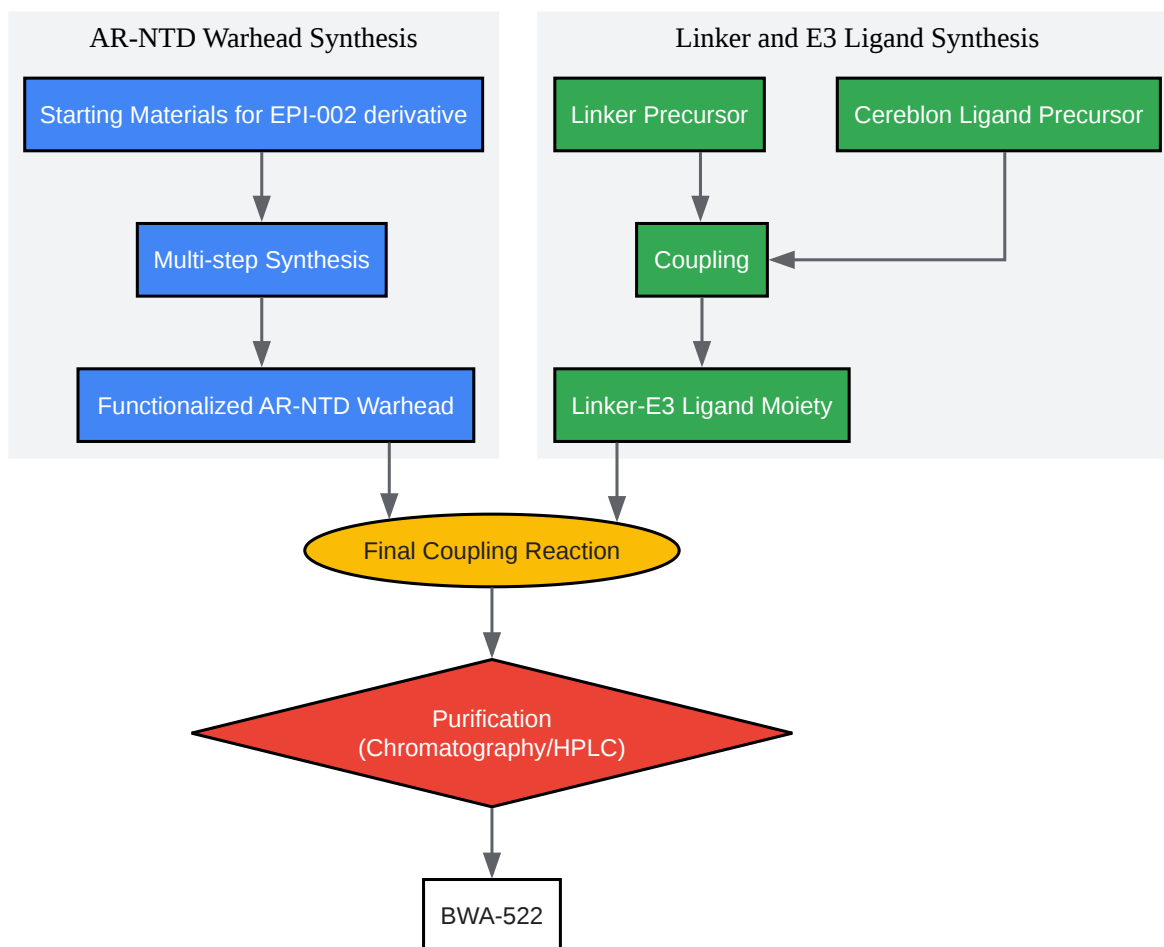 AR-NTD Warhead Synthesis
Starting Materials for EPI-002 derivative
Multi-step Synthesis
Functionalized AR-NTD Warhead
Linker and E3 Ligand Synthesis
Linker Precursor
Cereblon Ligand Precursor
Coupling
Linker-E3 Ligand Moiety
Final Coupling Reaction
Purification
(Chromatography/HPLC)
BWA-522